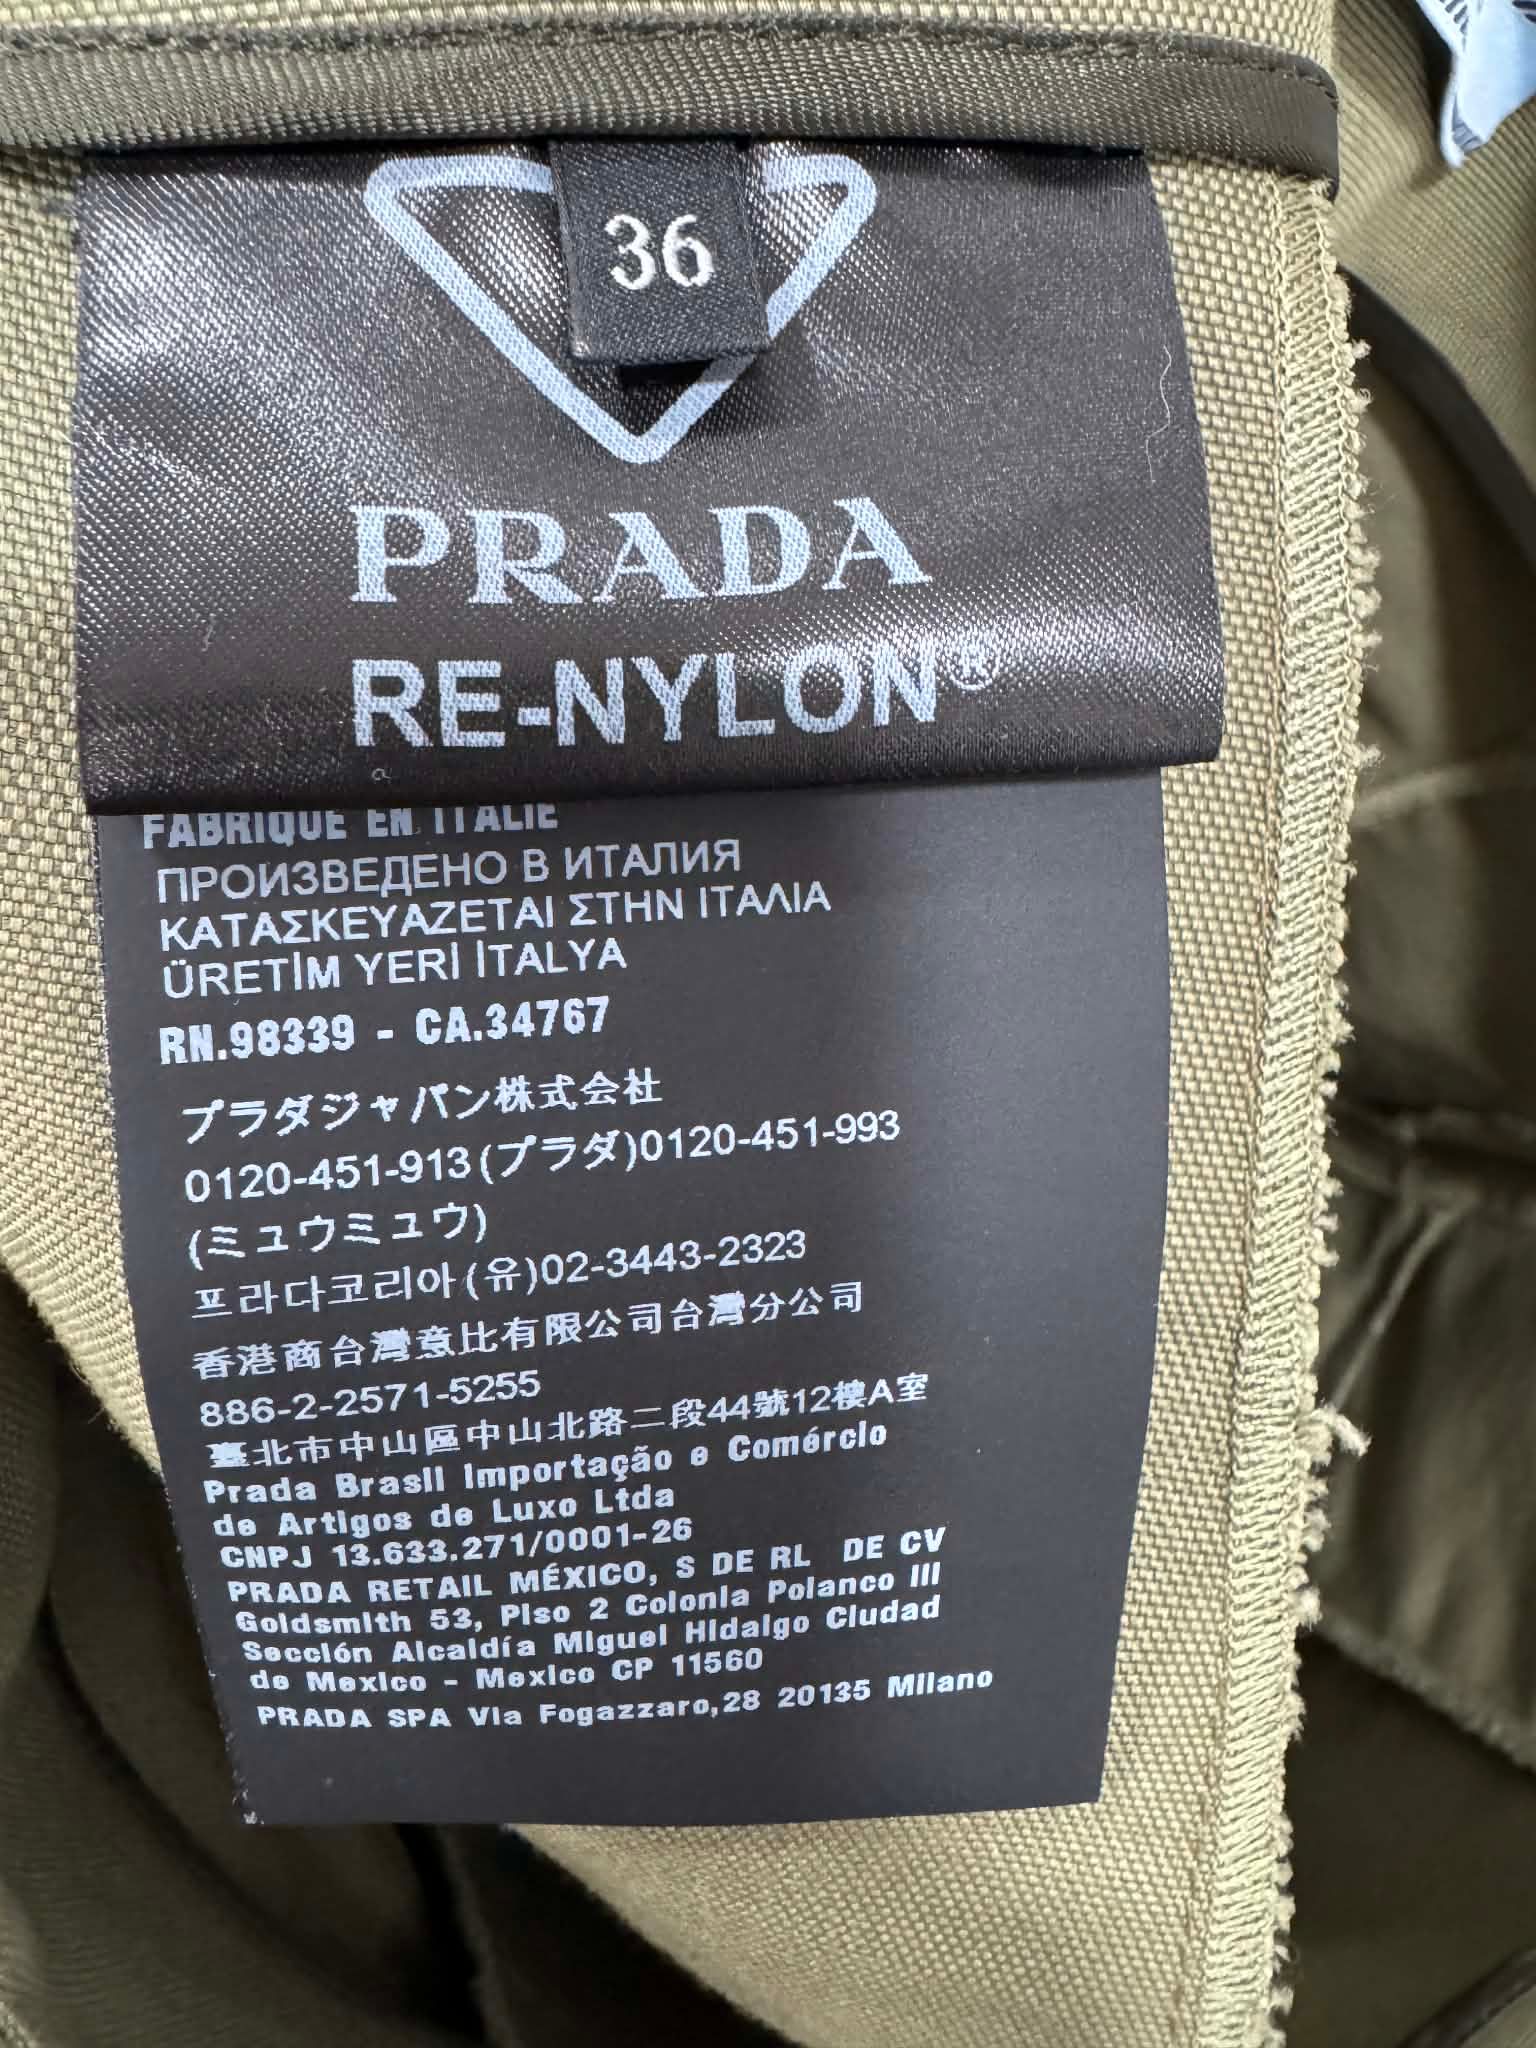 36
PRADA
RE-NYLON®
FABRIQUÉ EN ITALIE
ПРОИЗВЕДЕНО В ИТАЛИЯ
ΚΑΤΑΣΚΕΥΑZΕΤΑΙ ΣΤΗΝ ΙΤΑΛΙΑ
ÜRETİM YERİ İTALYA
RN.98339 - CA.34767
プラダジャパン株式会社
0120-451-913(プラダ)0120-451-993
(ミュウミュウ)
프라다코리아(유)02-3443-2323
香港商台灣意比有限公司台灣分公司
886-2-2571-5255
臺北市中山區中山北路二段44號12樓A室
Prada Brasil Importação e Comércio
de Artigos de Luxo Ltda
CNPJ 13.633.271/0001-26
PRADA RETAIL MÉXICO, S DE RL DE CV
Goldsmith 53, Piso 2 Colonia Polanco III
Sección Alcaldía Miguel Hidalgo Ciudad
de Mexico - Mexico CP 11560
PRADA SPA Via Fogazzaro,28 20135 Milano